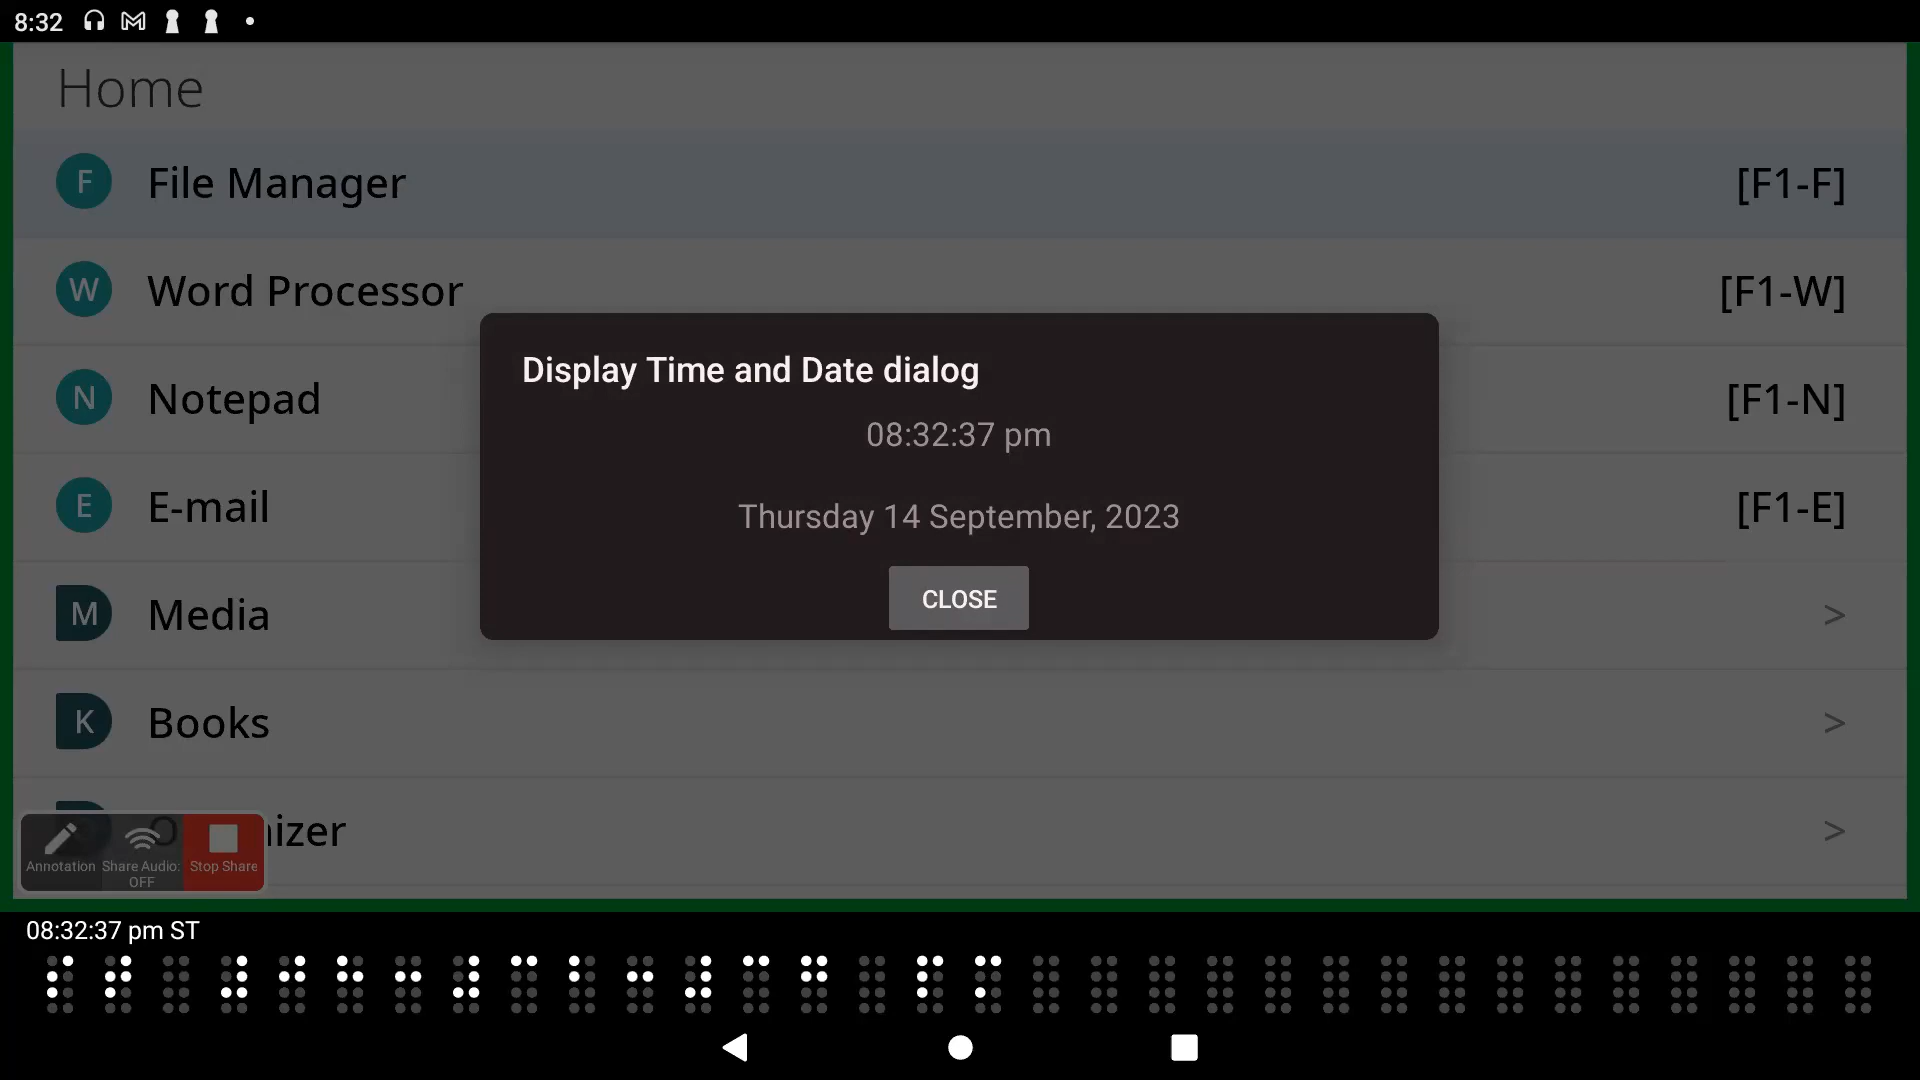 8:32
Home
F File Manager [F1-F]
W Word Processor [F1-W]
N Notepad [F1-N]
E E-mail [F1-E]
M Media >
K Books >
nizer >
Display Time and Date dialog
08:32:37 pm
Thursday 14 September, 2023
CLOSE
Annotation
Share Audio:
OFF
Stop Share
08:32:37 pm ST
⠎⠞ ⠼⠚⠓⠒⠼⠉⠃⠒⠼⠉⠛ ⠏⠍